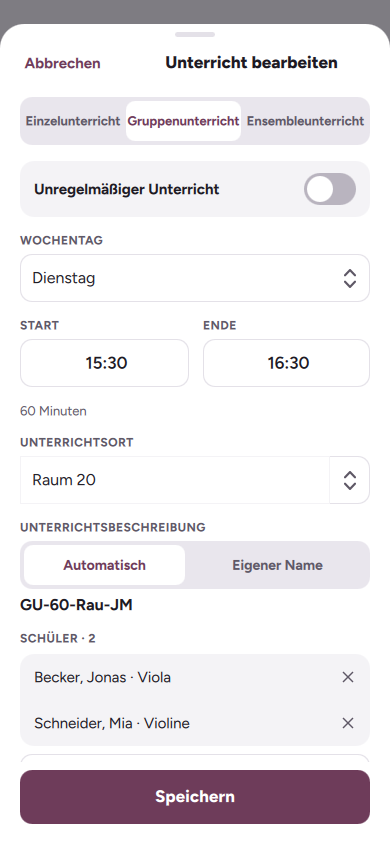 Abbrechen
Unterricht bearbeiten
Einzelunterricht Gruppenunterricht Ensembleunterricht
Unregelmäßiger Unterricht
WOCHENTAG
Dienstag
START ENDE
15:30 16:30
60 Minuten
UNTERRICHTSORT
Raum 20
UNTERRICHTSBESCHREIBUNG
Automatisch Eigener Name
GU-60-Rau-JM
SCHÜLER · 2
Becker, Jonas · Viola
Schneider, Mia · Violine
Speichern